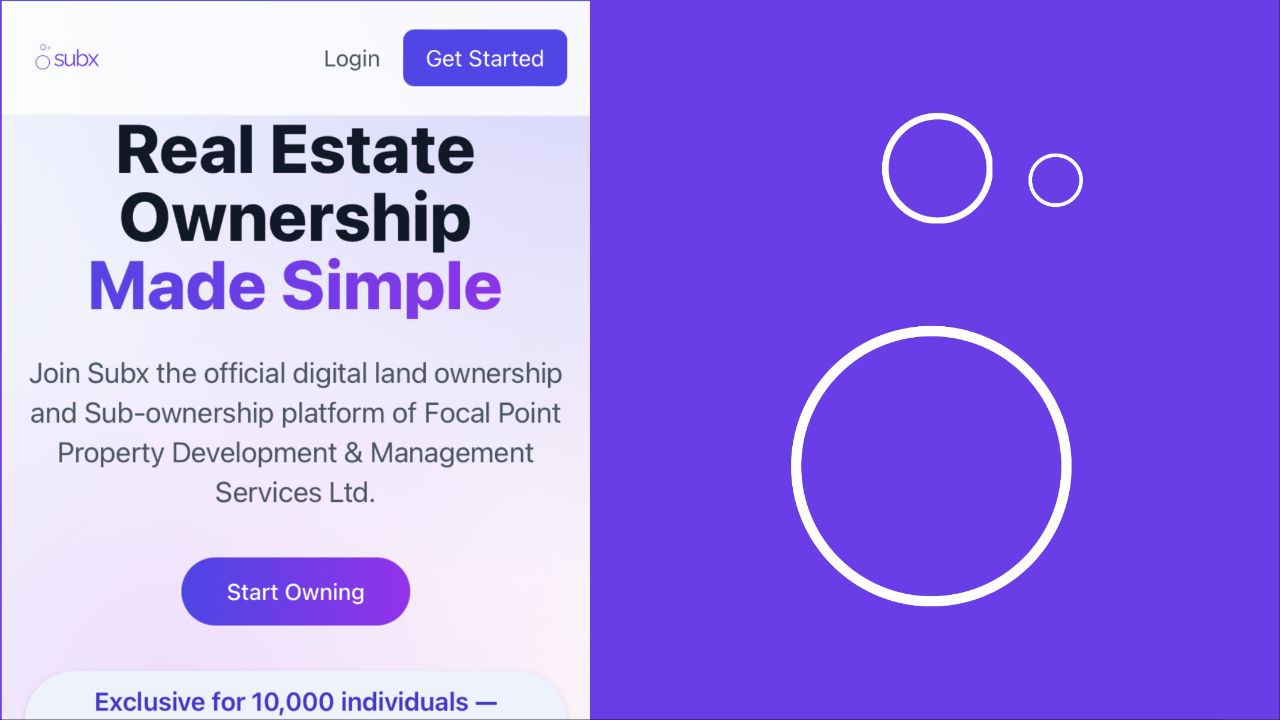 subx
Login
Get Started
Real Estate
Ownership
Made Simple
Join Subx the official digital land ownership
and Sub-ownership platform of Focal Point
Property Development & Management
Services Ltd.
Start Owning
Exclusive for 10,000 individuals —